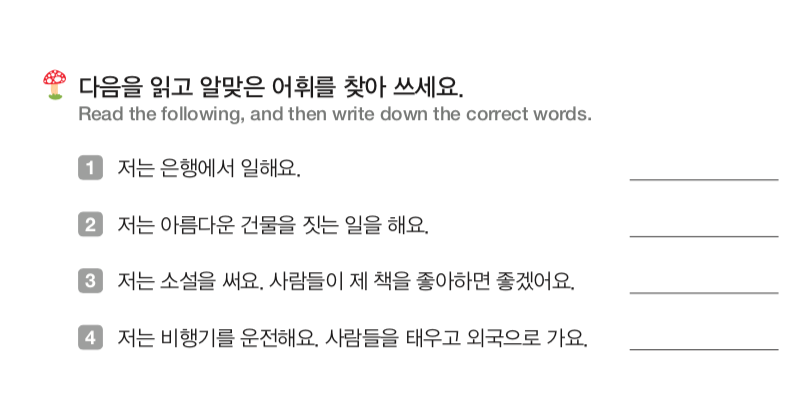 다음을 읽고 알맞은 어휘를 찾아 쓰세요.
Read the following, and then write down the correct words.
1 저는 은행에서 일해요.
2 저는 아름다운 건물을 짓는 일을 해요.
3 저는 소설을 써요. 사람들이 제 책을 좋아하면 좋겠어요.
4 저는 비행기를 운전해요. 사람들을 태우고 외국으로 가요.